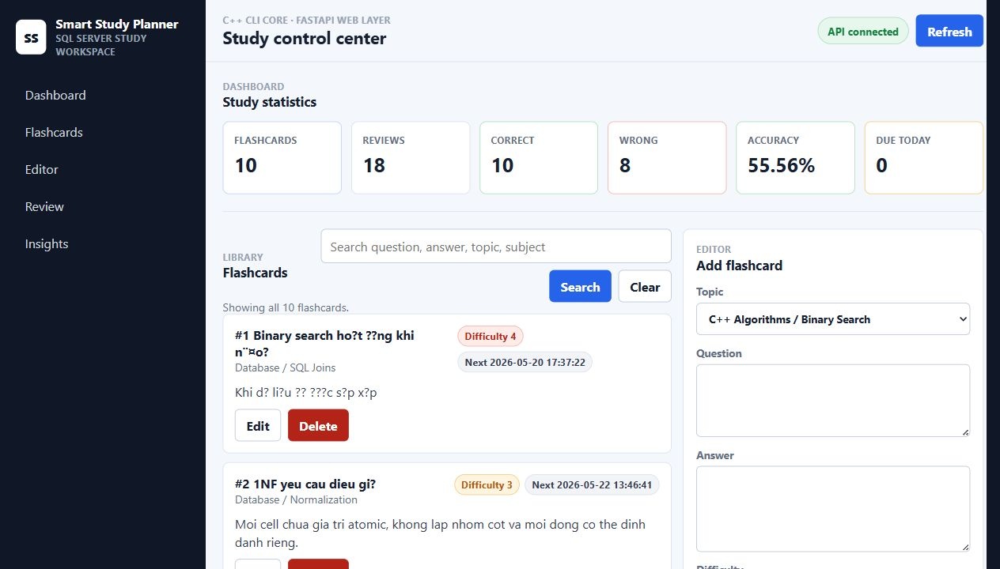 ss
Smart Study Planner
SQL SERVER STUDY
WORKSPACE
Dashboard
Flashcards
Editor
Review
Insights
C++ CLI CORE · FASTAPI WEB LAYER
Study control center
API connected
Refresh
DASHBOARD
Study statistics
FLASHCARDS
10
REVIEWS
18
CORRECT
10
WRONG
8
ACCURACY
55.56%
DUE TODAY
0
LIBRARY
Flashcards
Search question, answer, topic, subject
Search
Clear
Showing all 10 flashcards.
#1 Binary search ho?t ??ng khi
n¨¤o?
Database / SQL Joins
Difficulty 4
Next 2026-05-20 17:37:22
Khi d? li?u ?? ???c s?p x?p
Edit
Delete
#2 1NF yeu cau dieu gi?
Database / Normalization
Difficulty 3
Next 2026-05-22 13:46:41
Moi cell chua gia tri atomic, khong lap nhom cot va moi dong co the dinh
danh rieng.
EDITOR
Add flashcard
Topic
C++ Algorithms / Binary Search
Question
Answer
Difficulty